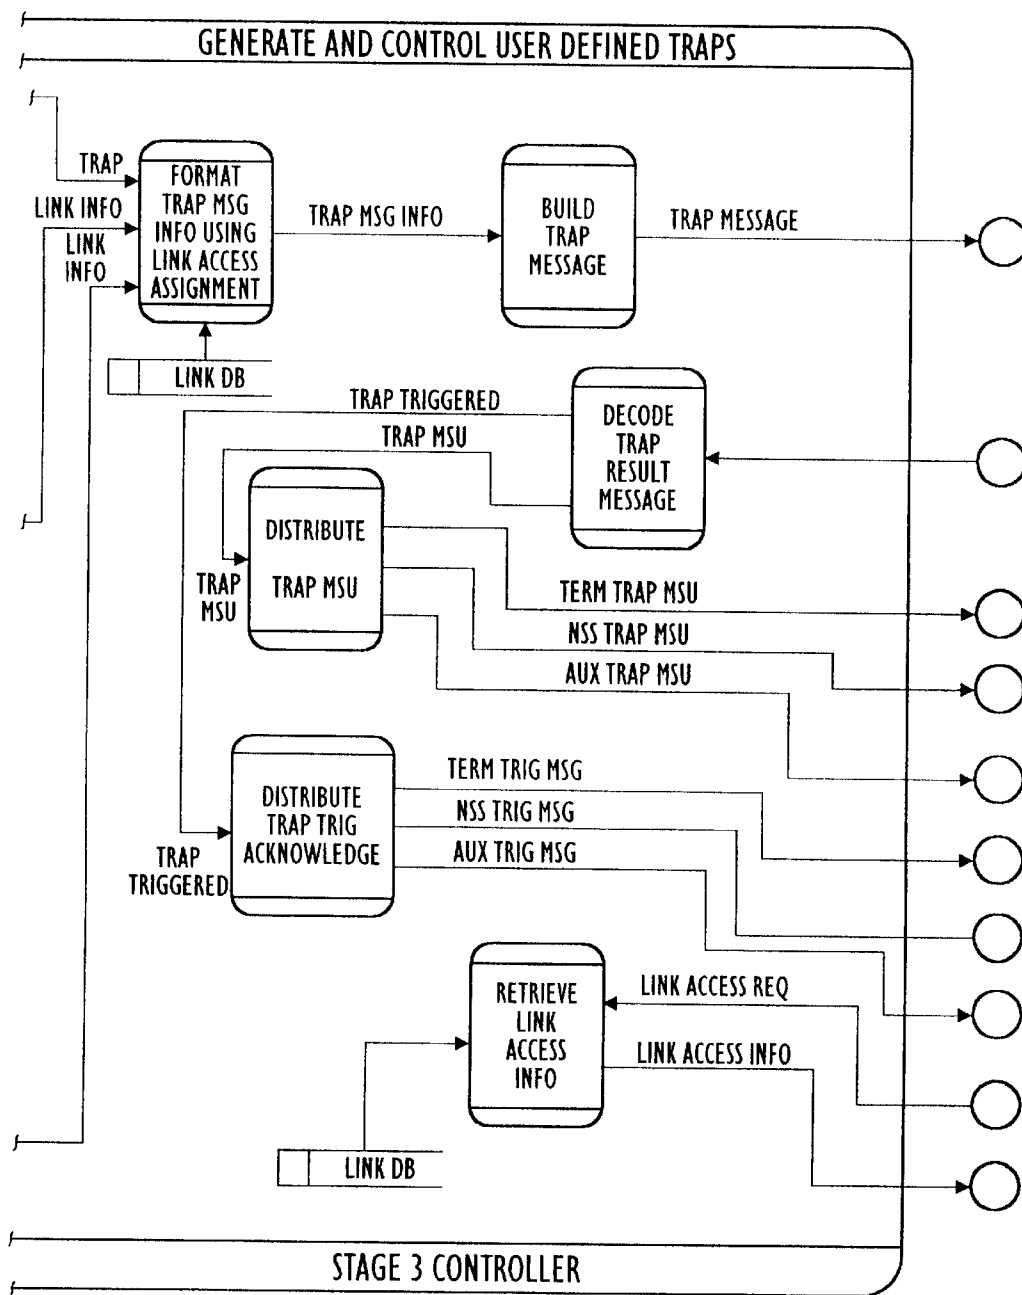 GENERATE AND CONTROL USER DEFINED TRAPS
TRAP
LINK INFO
LINK
INFO
FORMAT
TRAP MSG
INFO USING
LINK ACCESS
ASSIGNMENT
TRAP MSG INFO
BUILD
TRAP
MESSAGE
TRAP MESSAGE
LINK DB
TRAP TRIGGERED
TRAP MSU
DECODE
TRAP
RESULT
MESSAGE
DISTRIBUTE
TRAP MSU
TRAP
MSU
TERM TRAP MSU
NSS TRAP MSU
AUX TRAP MSU
DISTRIBUTE
TRAP TRIG
ACKNOWLEDGE
TRAP
TRIGGERED
TERM TRIG MSG
NSS TRIG MSG
AUX TRIG MSG
RETRIEVE
LINK
ACCESS
INFO
LINK ACCESS REQ
LINK ACCESS INFO
LINK DB
STAGE 3 CONTROLLER